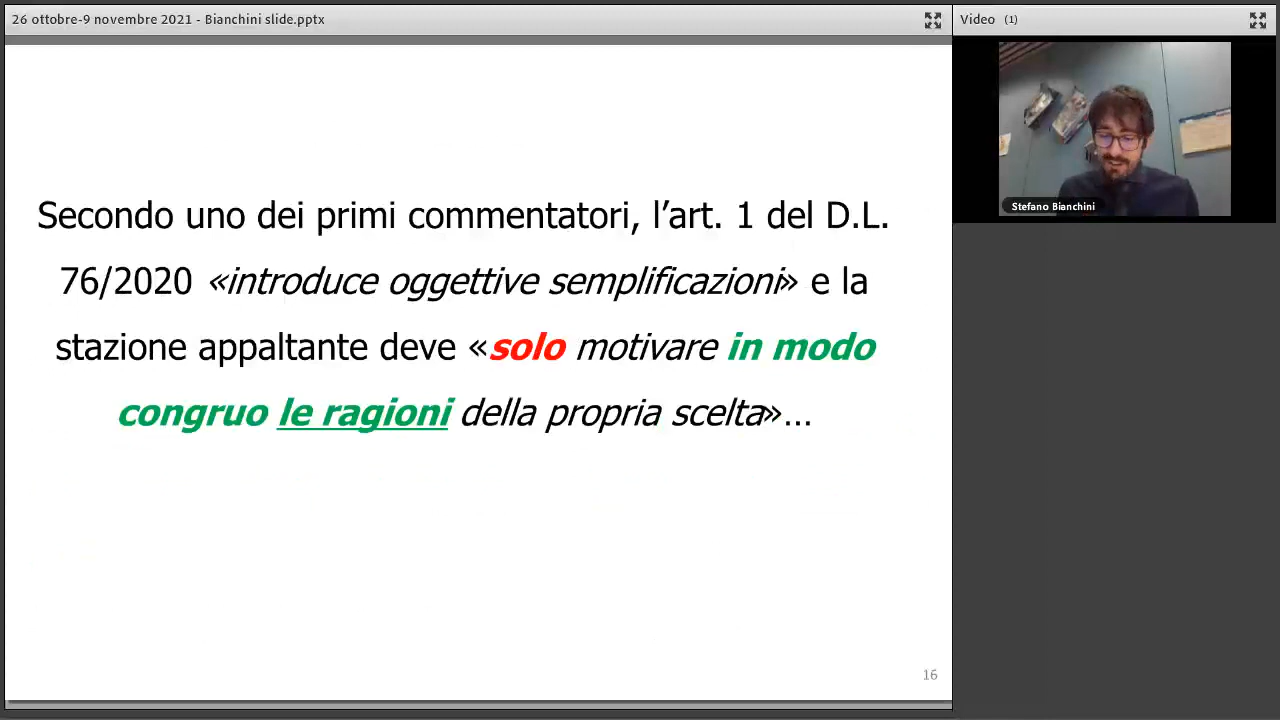 26 ottobre-9 novembre 2021 - Bianchini slide.pptx
Video (1)
Stefano Bianchini
Secondo uno dei primi commentatori, l’art. 1 del D.L.
76/2020 «introduce oggettive semplificazioni» e la
stazione appaltante deve «solo motivare in modo
congruo le ragioni della propria scelta»…
16